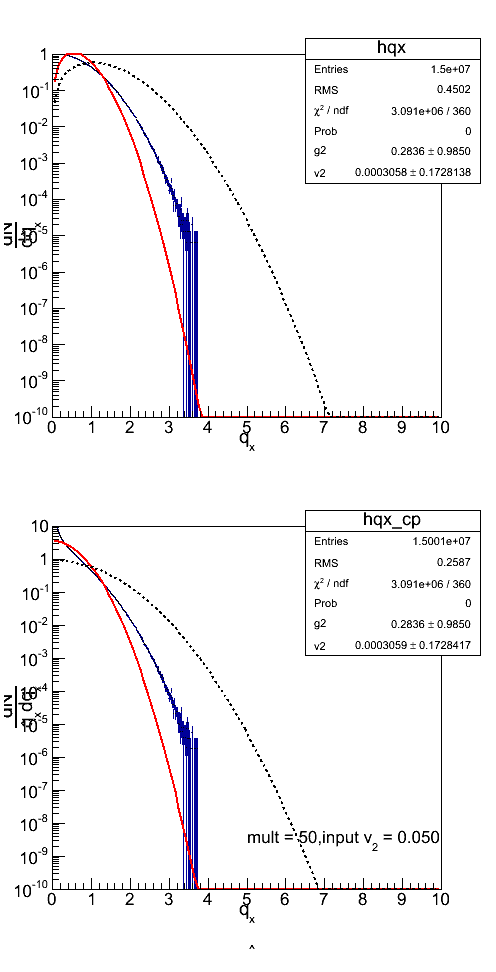 hqx
Entries 1.5e+07
RMS 0.4502
χ² / ndf 3.091e+06 / 360
Prob 0
g2 0.2836 ± 0.9850
v2 0.0003058 ± 0.1728138
1
10⁻¹
10⁻²
10⁻³
10⁻⁴
10⁻⁵
10⁻⁶
10⁻⁷
10⁻⁸
10⁻⁹
10⁻¹⁰
0 1 2 3 4 5 6 7 8 9 10
qₓ
hqx_cp
Entries 1.5001e+07
RMS 0.2587
χ² / ndf 3.091e+06 / 360
Prob 0
g2 0.2836 ± 0.9850
v2 0.0003059 ± 0.1728417
10
1
10⁻¹
10⁻²
10⁻³
10⁻⁴
10⁻⁵
10⁻⁶
10⁻⁷
10⁻⁸
10⁻⁹
10⁻¹⁰
mult = 50,input v₂ = 0.050
0 1 2 3 4 5 6 7 8 9 10
qₓ